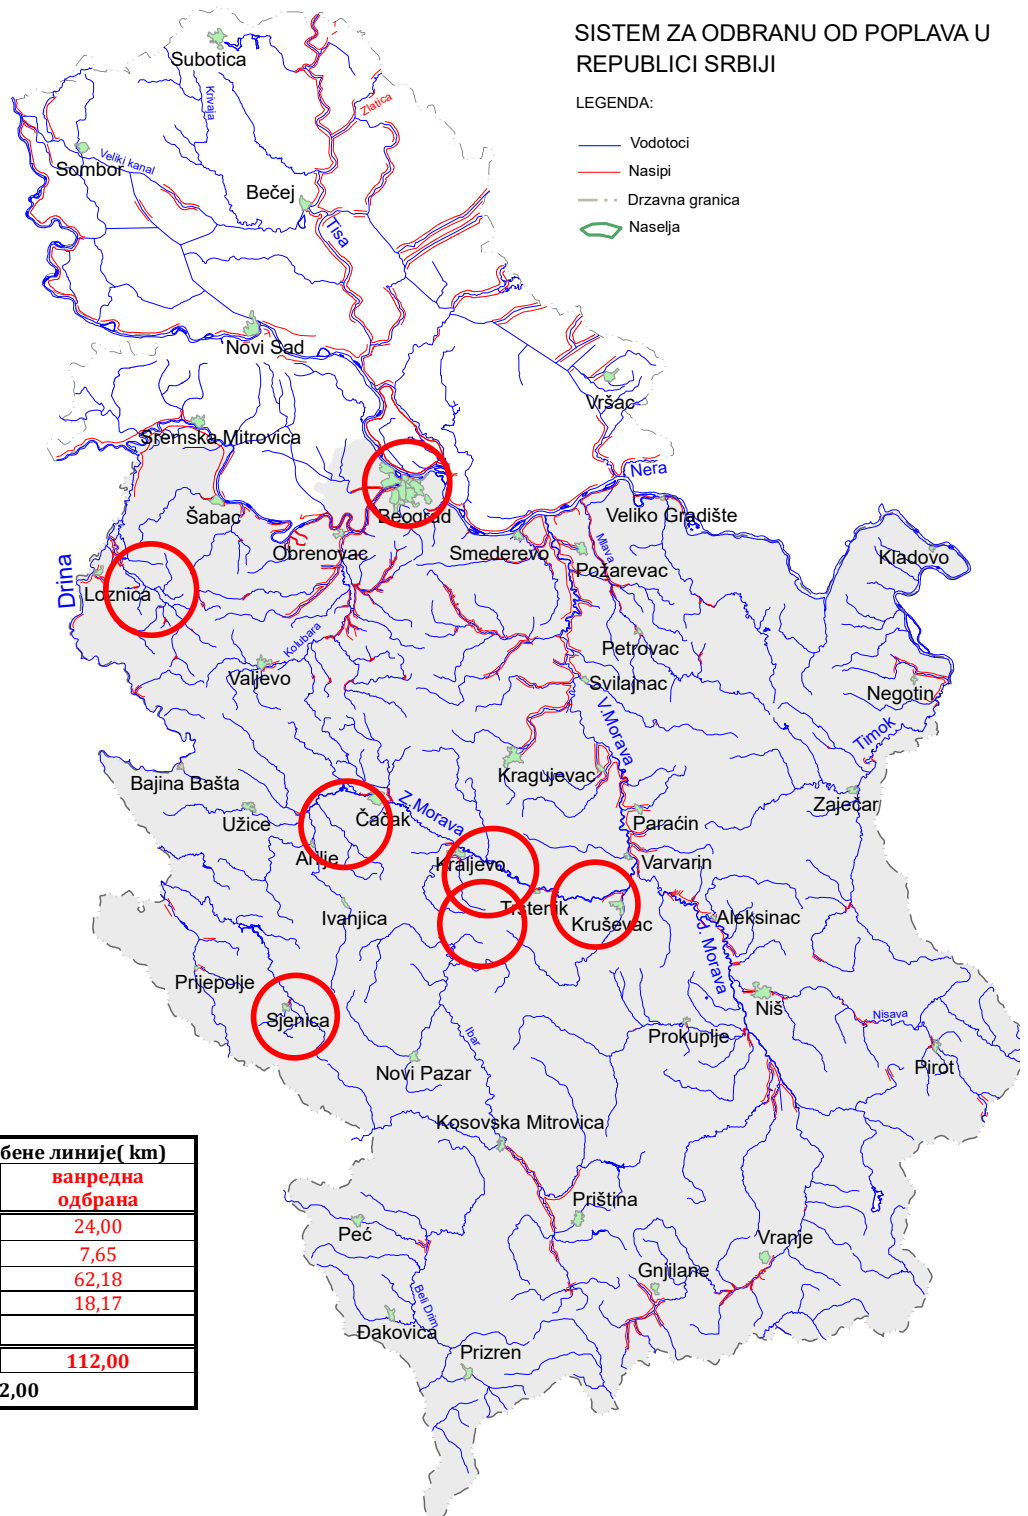 SISTEM ZA ODBRANU OD POPLAVA U
REPUBLICI SRBIJI
LEGENDA:
Vodotoci
Nasipi
Drzavna granica
Naselja
Subotica
Krivaja
Zlatica
Sombor
Veliki kanal
Bečej
Tisa
Novi Sad
Vršac
Sremska Mitrovica
Nera
Šabac
Beograd
Veliko Gradište
Obrenovac
Smederevo
Mlava
Kladovo
Drina
Loznica
Požarevac
Kolubara
Petrovac
Valjevo
Svilajnac
Negotin
V.Morava
Timok
Kragujevac
Bajina Bašta
Z.Morava
Zaječar
Užice
Čačak
Paraćin
Arilje
Kraljevo
Varvarin
Ivanjica
Trstenik
Kruševac
Aleksinac
J. Morava
Prijepolje
Niš
Sjenica
Nisava
Ibar
Prokuplje
Pirot
Novi Pazar
Kosovska Mitrovica
Priština
Peć
Vranje
Gnjilane
Beli Drim
Đakovica
Prizren
бене линије( km)
ванредна
одбрана
24,00
7,65
62,18
18,17
112,00
2,00